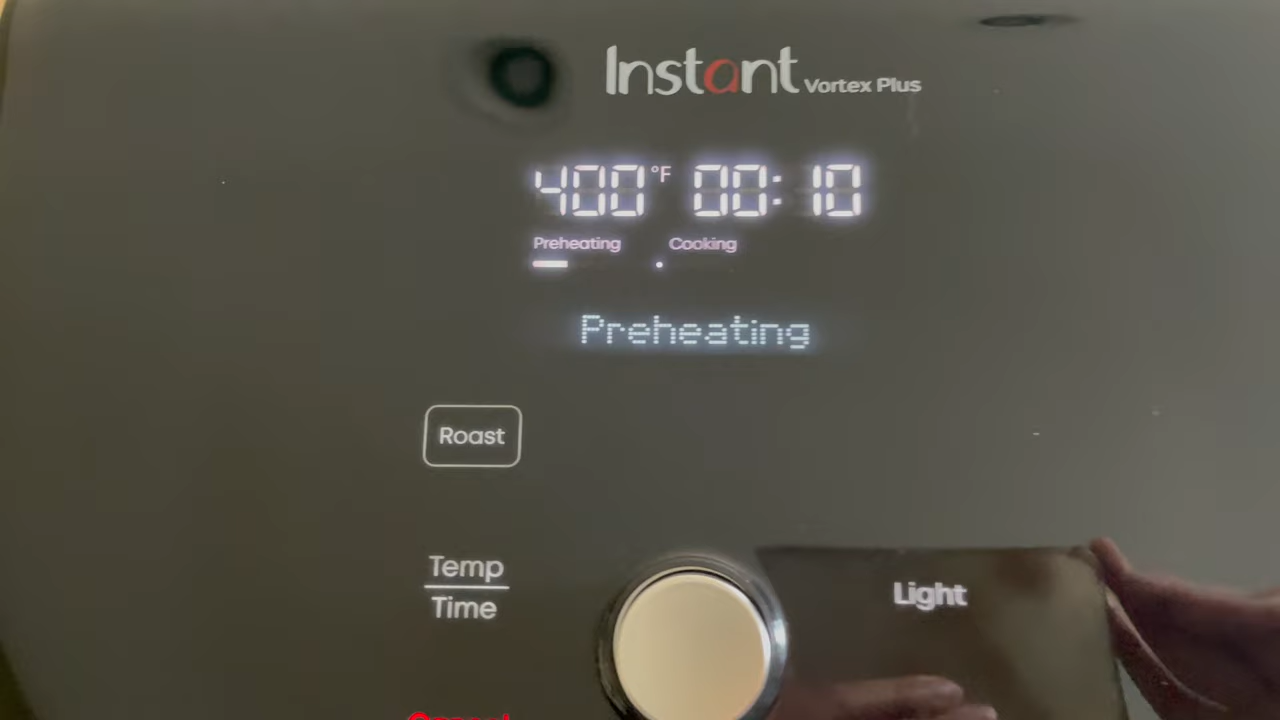 Instant Vortex Plus
400 °F 00:10
Preheating Cooking
Preheating
Roast
Temp
Time
Light